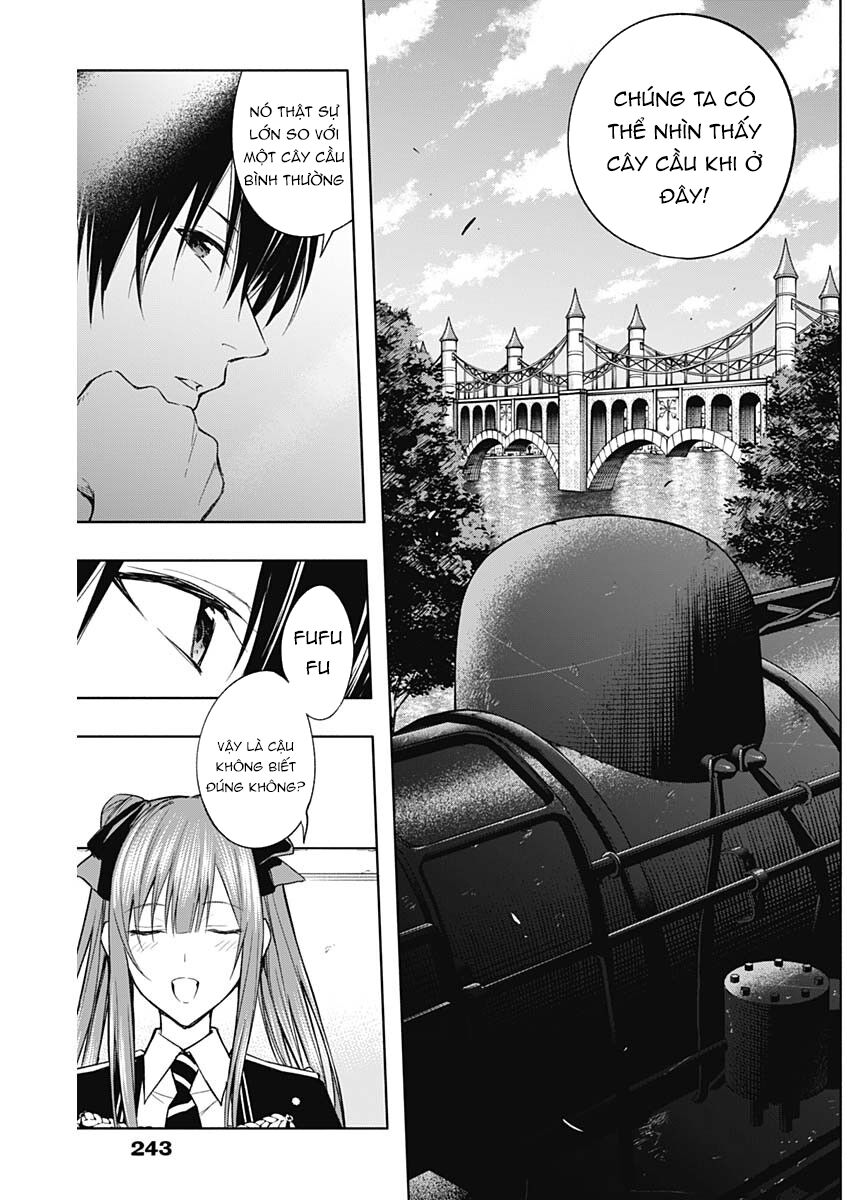 CHÚNG TA CÓ
THỂ NHÌN THẤY
CÂY CẦU KHI Ở
ĐÂY!
NÓ THẬT SỰ
LỚN SO VỚI
MỘT CÂY CẦU
BÌNH THƯỜNG
FUFU
FU
VẬY LÀ CẬU
KHÔNG BIẾT
ĐÚNG KHÔNG?
243